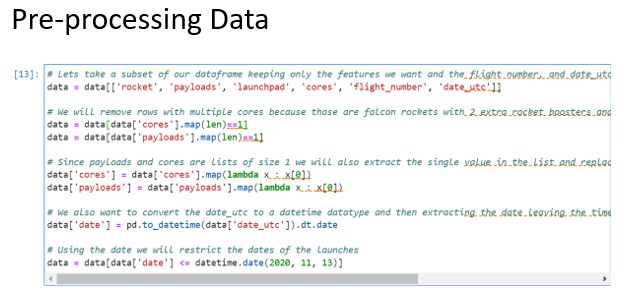 Pre-processing Data
[13]: # Lets take a subset of our dataframe keeping only the features we want and the flight number, and date_utc
data = data[['rocket', 'payloads', 'launchpad', 'cores', 'flight_number', 'date_utc']]
# We will remove rows with multiple cores because those are falcon rockets with 2 extra rocket boosters and
data = data[data['cores'].map(len)==1]
data = data[data['payloads'].map(len)==1]
# Since payloads and cores are lists of size 1 we will also extract the single value in the list and replac
data['cores'] = data['cores'].map(lambda x : x[0])
data['payloads'] = data['payloads'].map(lambda x : x[0])
# We also want to convert the date_utc to a datetime datatype and then extracting the date leaving the time
data['date'] = pd.to_datetime(data['date_utc']).dt.date
# Using the date we will restrict the dates of the launches
data = data[data['date'] <= datetime.date(2020, 11, 13)]